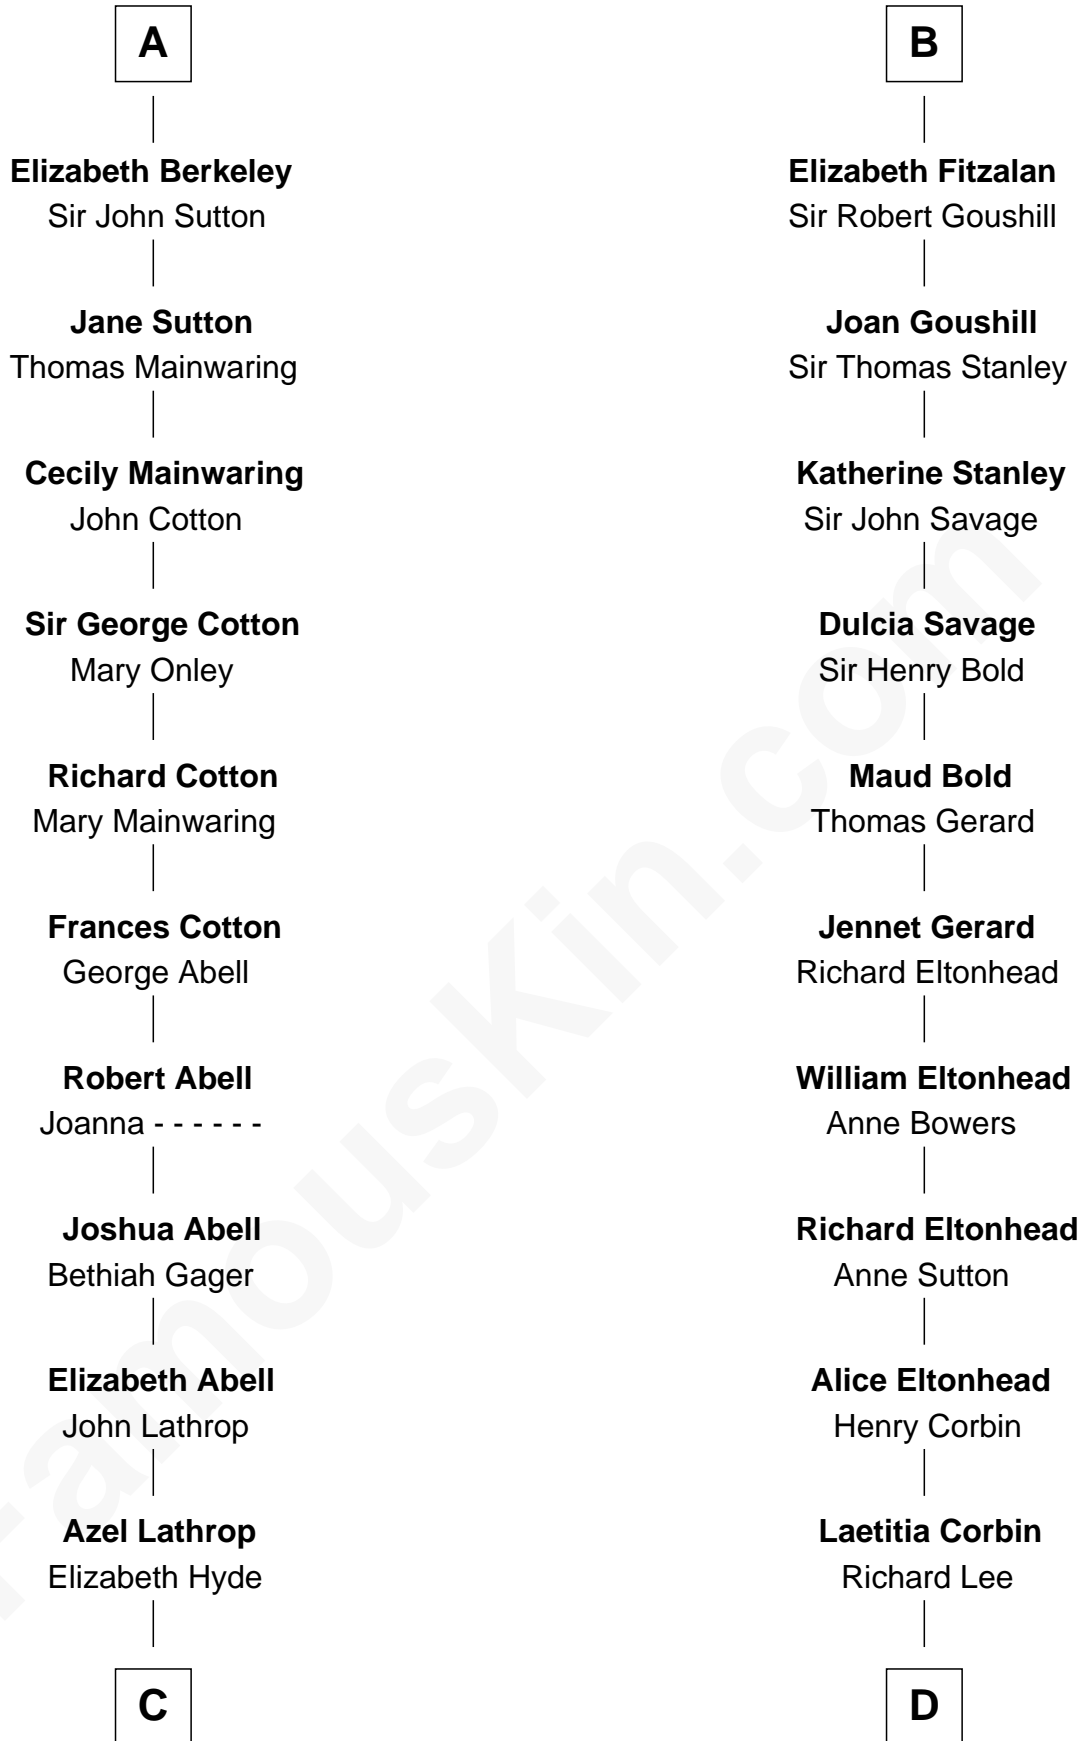 A
Elizabeth Berkeley
Sir John Sutton
Jane Sutton
Thomas Mainwaring
Cecily Mainwaring
John Cotton
Sir George Cotton
Mary Onley
Richard Cotton
Mary Mainwaring
Frances Cotton
George Abell
Robert Abell
Joanna - - - - - -
Joshua Abell
Bethiah Gager
Elizabeth Abell
John Lathrop
Azel Lathrop
Elizabeth Hyde
C
B
Elizabeth Fitzalan
Sir Robert Goushill
Joan Goushill
Sir Thomas Stanley
Katherine Stanley
Sir John Savage
Dulcia Savage
Sir Henry Bold
Maud Bold
Thomas Gerard
Jennet Gerard
Richard Eltonhead
William Eltonhead
Anne Bowers
Richard Eltonhead
Anne Sutton
Alice Eltonhead
Henry Corbin
Laetitia Corbin
Richard Lee
D
FamousKin.com